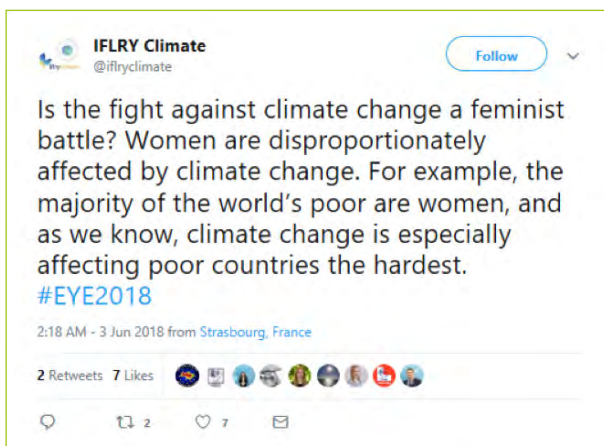 IFLRY Climate
@iflryclimate
Follow
Is the fight against climate change a feminist
battle? Women are disproportionately
affected by climate change. For example, the
majority of the world's poor are women, and
as we know, climate change is especially
affecting poor countries the hardest.
#EYE2018
2:18 AM - 3 Jun 2018 from Strasbourg, France
2 Retweets 7 Likes
2 7